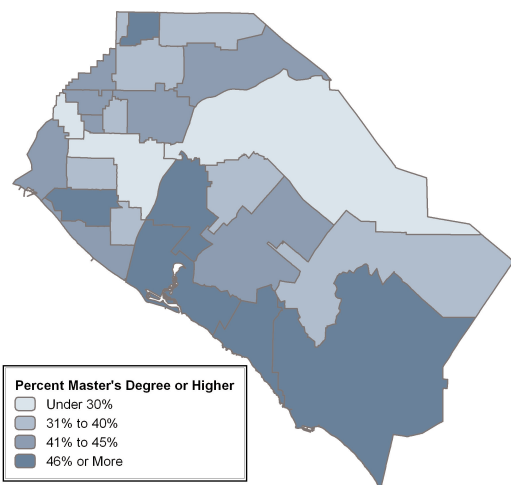 Percent Master's Degree or Higher
Under 30%
31% to 40%
41% to 45%
46% or More